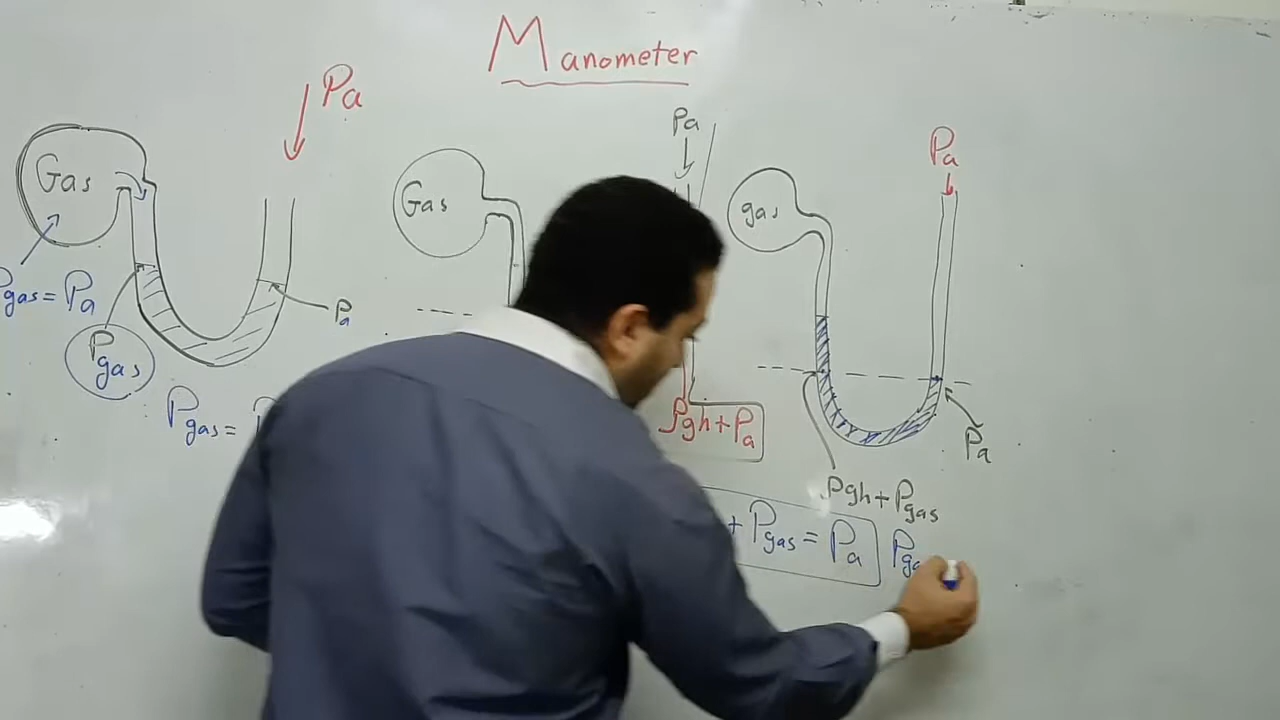 Manometer
Pa
Gas
Pgas = Pa
Pgas
Pa
Pgas =
Pa
Gas
ρgh + Pa
Pa
gas
Pa
ρgh + Pgas
+ Pgas = Pa